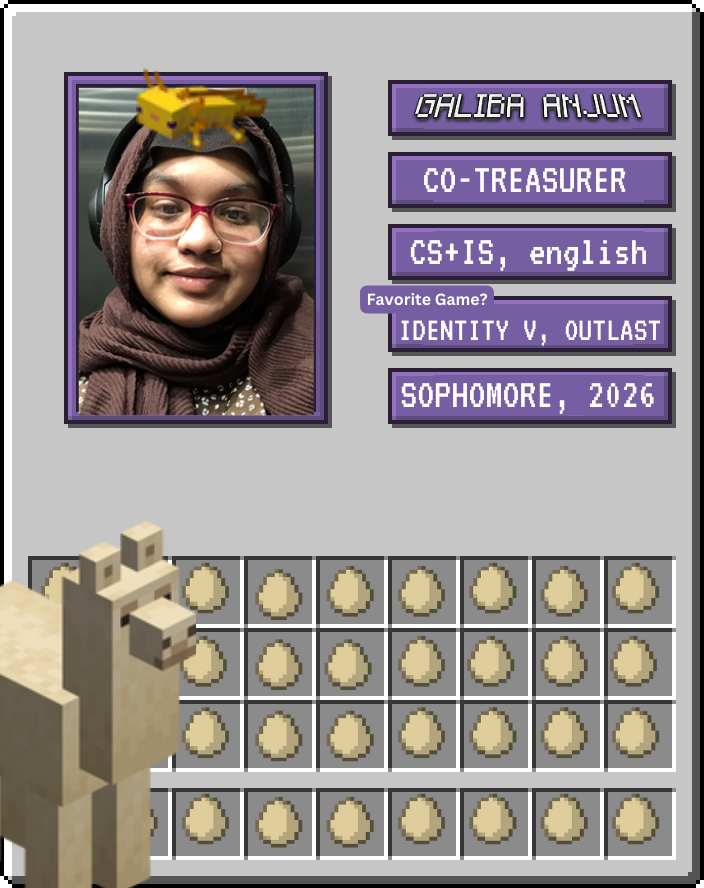 GALIBA ANJUM
CO-TREASURER
CS+IS, english
Favorite Game?
IDENTITY V, OUTLAST
SOPHOMORE, 2026